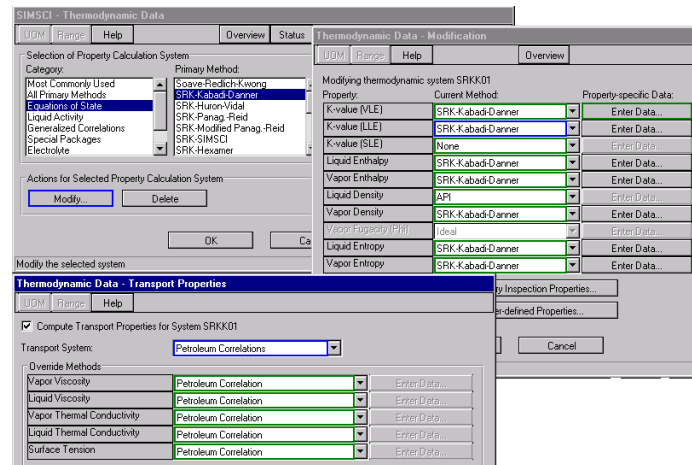 SIMSCI - Thermodynamic Data
UOM Range Help Overview Status
Selection of Property Calculation System
Category: Primary Method:
Most Commonly Used
All Primary Methods
Equations of State
Liquid Activity
Generalized Correlations
Special Packages
Electrolyte
Soave-Redlich-Kwong
SRK-Kabadi-Danner
SRK-Huron-Vidal
SRK-Panag.-Reid
SRK-Modified Panag.-Reid
SRK-SIMSCI
SRK-Hexamer
Actions for Selected Property Calculation System
Modify... Delete
OK
Modify the selected system
Thermodynamic Data - Modification
UOM Range Help Overview
Modifying thermodynamic system SRKK01
Property: Current Method: Property-specific Data:
K-value (VLE) SRK-Kabadi-Danner Enter Data...
K-value (LLE) SRK-Kabadi-Danner Enter Data...
K-value (SLE) None Enter Data...
Liquid Enthalpy SRK-Kabadi-Danner Enter Data...
Vapor Enthalpy SRK-Kabadi-Danner Enter Data...
Liquid Density API Enter Data...
Vapor Density SRK-Kabadi-Danner Enter Data...
Vapor Fugacity (Phi) Ideal Enter Data...
Liquid Entropy SRK-Kabadi-Danner Enter Data...
Vapor Entropy SRK-Kabadi-Danner Enter Data...
ry Inspection Properties...
er-defined Properties...
Cancel
Thermodynamic Data - Transport Properties
UOM Range Help
Compute Transport Properties for System SRKK01
Transport System: Petroleum Correlations
Override Methods
Vapor Viscosity Petroleum Correlation Enter Data...
Liquid Viscosity Petroleum Correlation Enter Data...
Vapor Thermal Conductivity Petroleum Correlation Enter Data...
Liquid Thermal Conductivity Petroleum Correlation Enter Data...
Surface Tension Petroleum Correlation Enter Data...